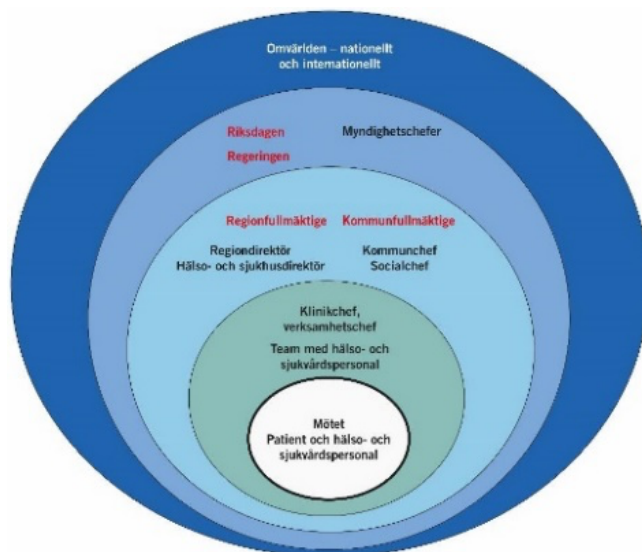 Omvärlden – nationellt
och internationellt
Riksdagen
Myndighetschefer
Regeringen
Regionfullmäktige
Kommunfullmäktige
Regiondirektör
Hälso- och sjukhusdirektör
Kommunchef
Socialchef
Klinikchef,
verksamhetschef
Team med hälso- och
sjukvårdspersonal
Mötet
Patient och hälso- och
sjukvårdspersonal